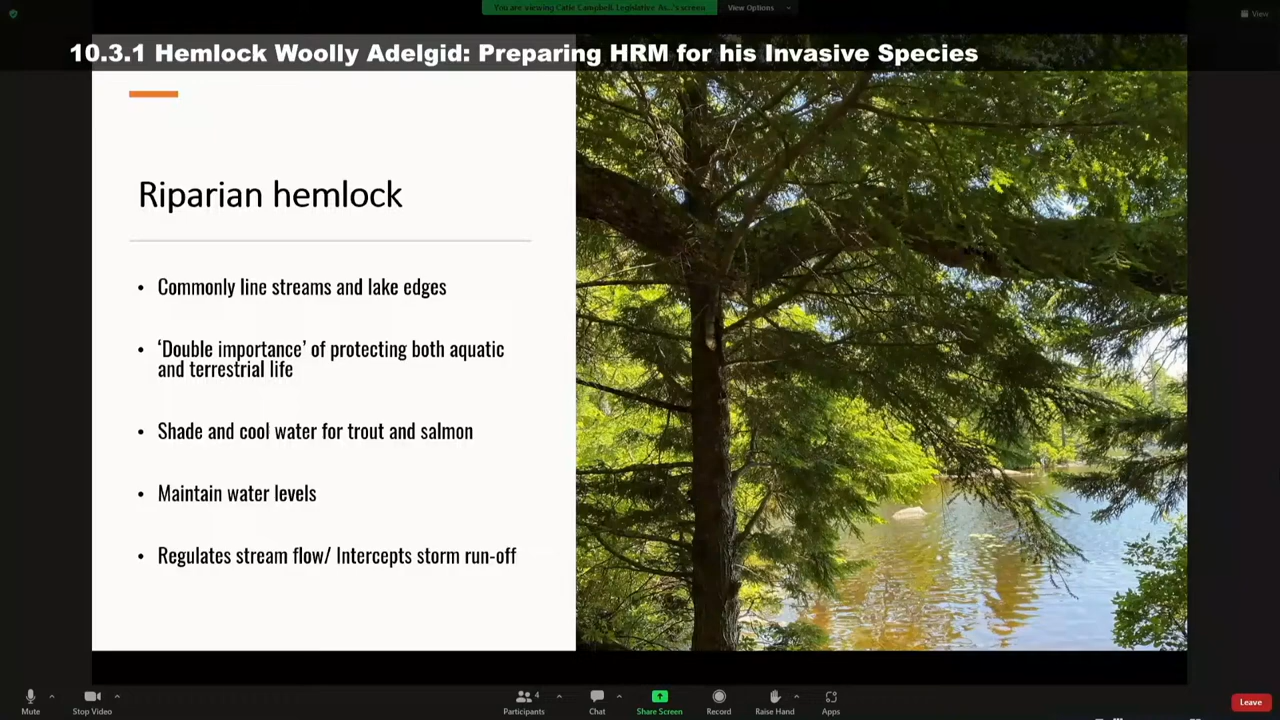 You are viewing Catie Campbell, Legislative As...'s screen
View Options
View
10.3.1 Hemlock Woolly Adelgid: Preparing HRM for his Invasive Species
Riparian hemlock
• Commonly line streams and lake edges
• ‘Double importance’ of protecting both aquatic
and terrestrial life
• Shade and cool water for trout and salmon
• Maintain water levels
• Regulates stream flow/ Intercepts storm run-off
Mute
Stop Video
4
Participants
Chat
Share Screen
Record
Raise Hand
Apps
Leave